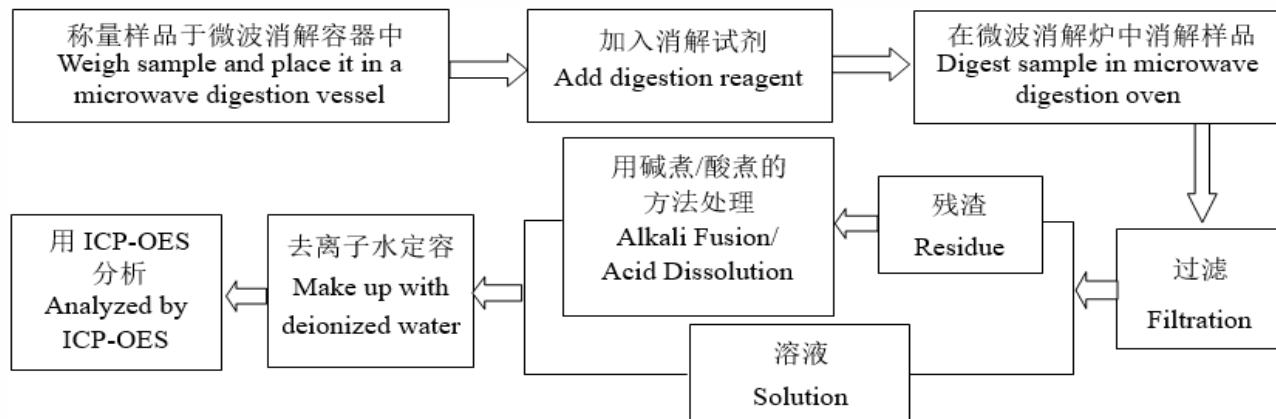 称量样品于微波消解容器中
Weigh sample and place it in a
microwave digestion vessel
加入消解试剂
Add digestion reagent
在微波消解炉中消解样品
Digest sample in microwave
digestion oven
过滤
Filtration
残渣
Residue
用碱煮/酸煮的
方法处理
Alkali Fusion/
Acid Dissolution
溶液
Solution
去离子水定容
Make up with
deionized water
用 ICP-OES
分析
Analyzed by
ICP-OES